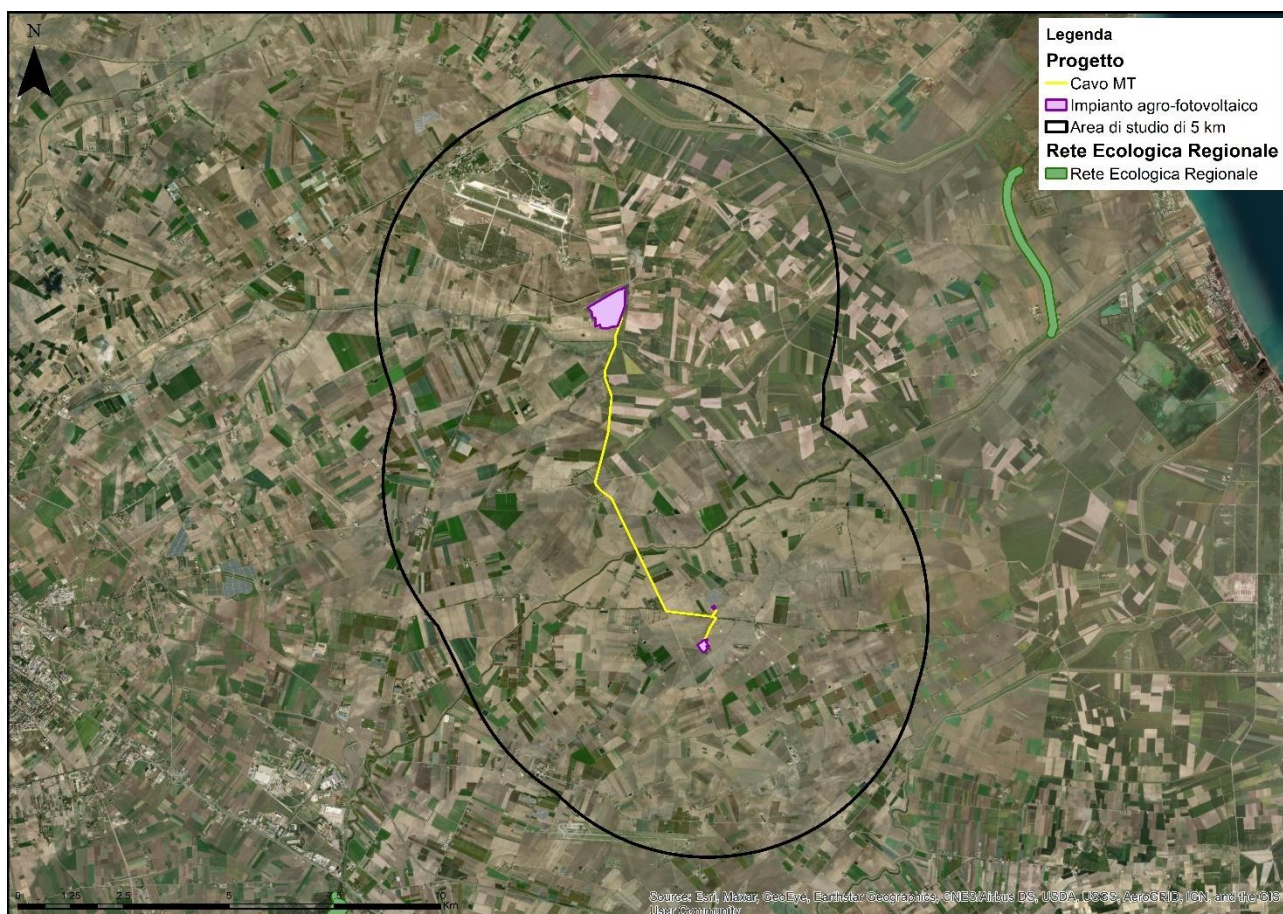 N
Legenda
Progetto
Cavo MT
Impianto agro-fotovoltaico
Area di studio di 5 km
Rete Ecologica Regionale
Rete Ecologica Regionale
0 1,25 2,5 5 7,5 10
Km
Source: Esri, Maxar, GeoEye, Earthstar Geographics, CNES/Airbus DS, USDA, USGS, AeroGRID, IGN, and the GIS
User Community